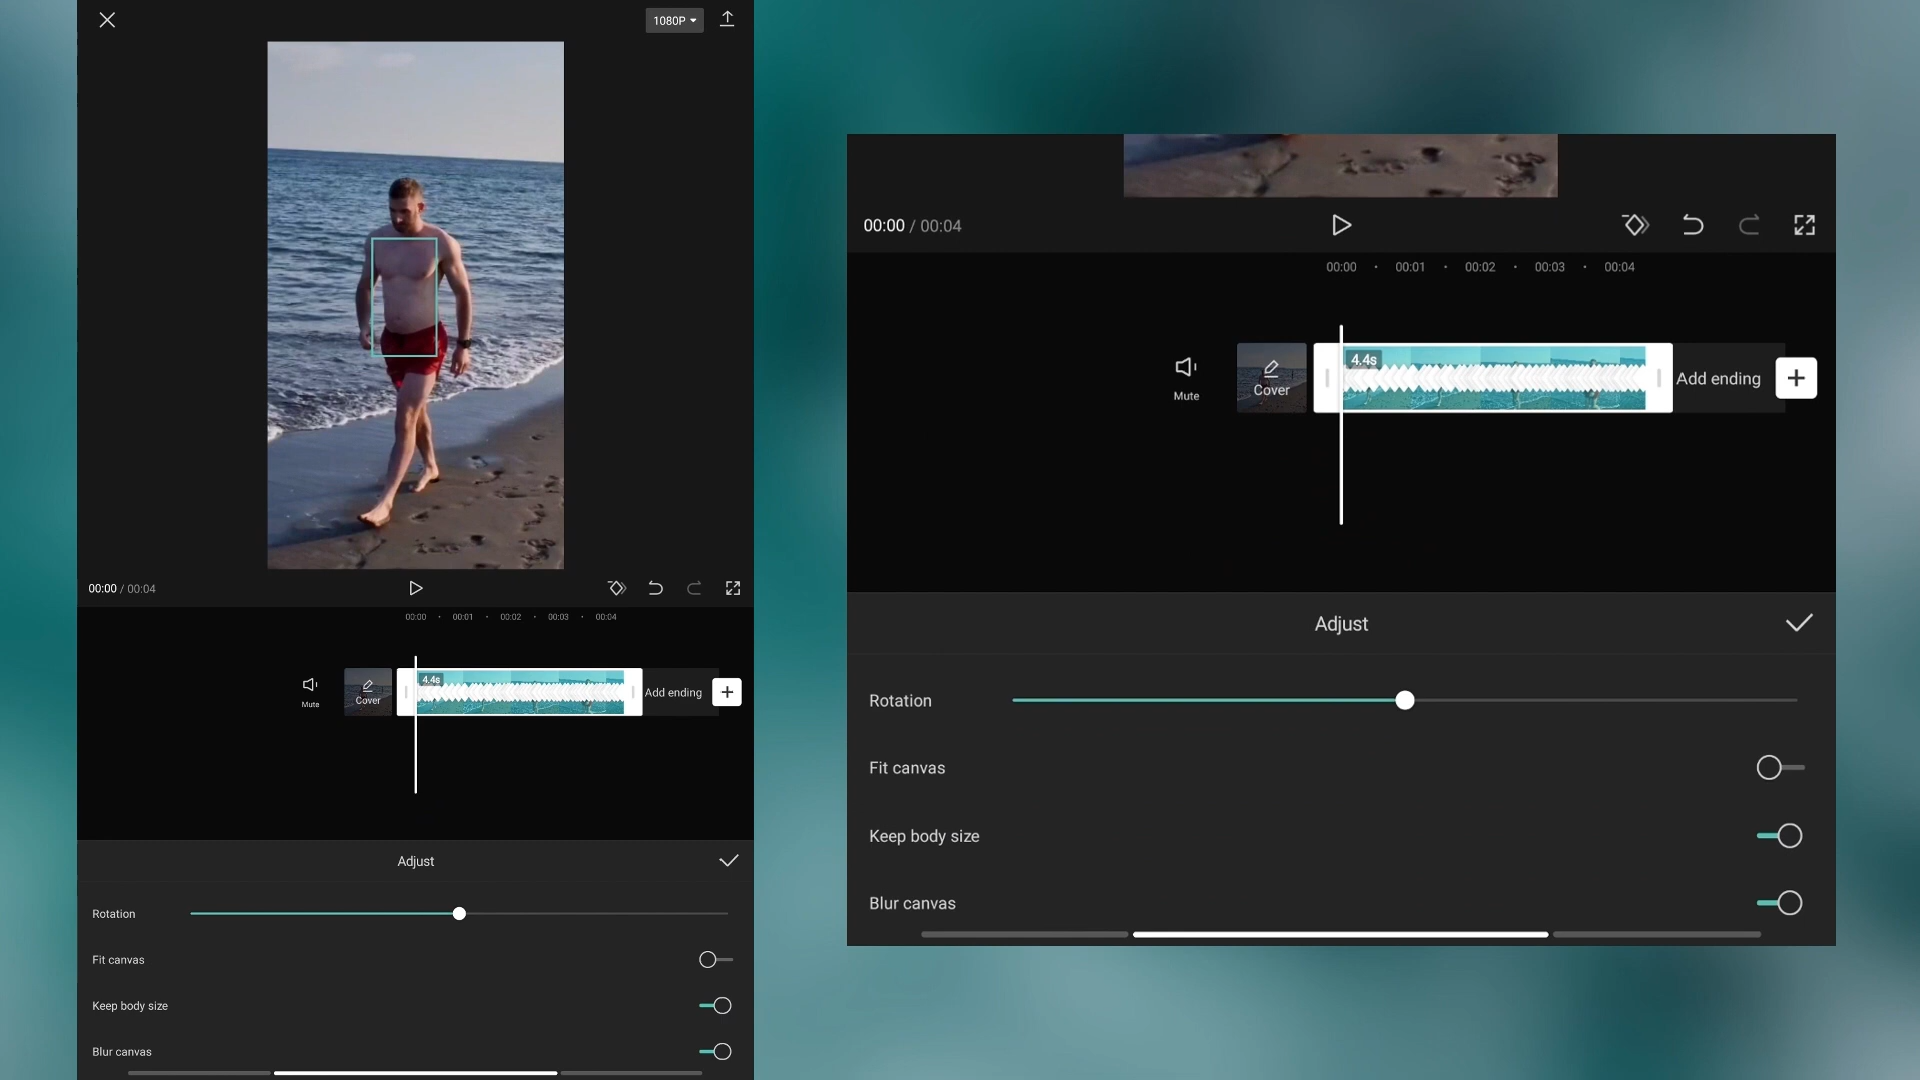 1080P
00:00 / 00:04
00:00 00:01 00:02 00:03 00:04
Mute
Cover
4.4s
Add ending
Adjust
Rotation
Fit canvas
Keep body size
Blur canvas
00:00 / 00:04
00:00 00:01 00:02 00:03 00:04
Mute
Cover
4.4s
Add ending
Adjust
Rotation
Fit canvas
Keep body size
Blur canvas